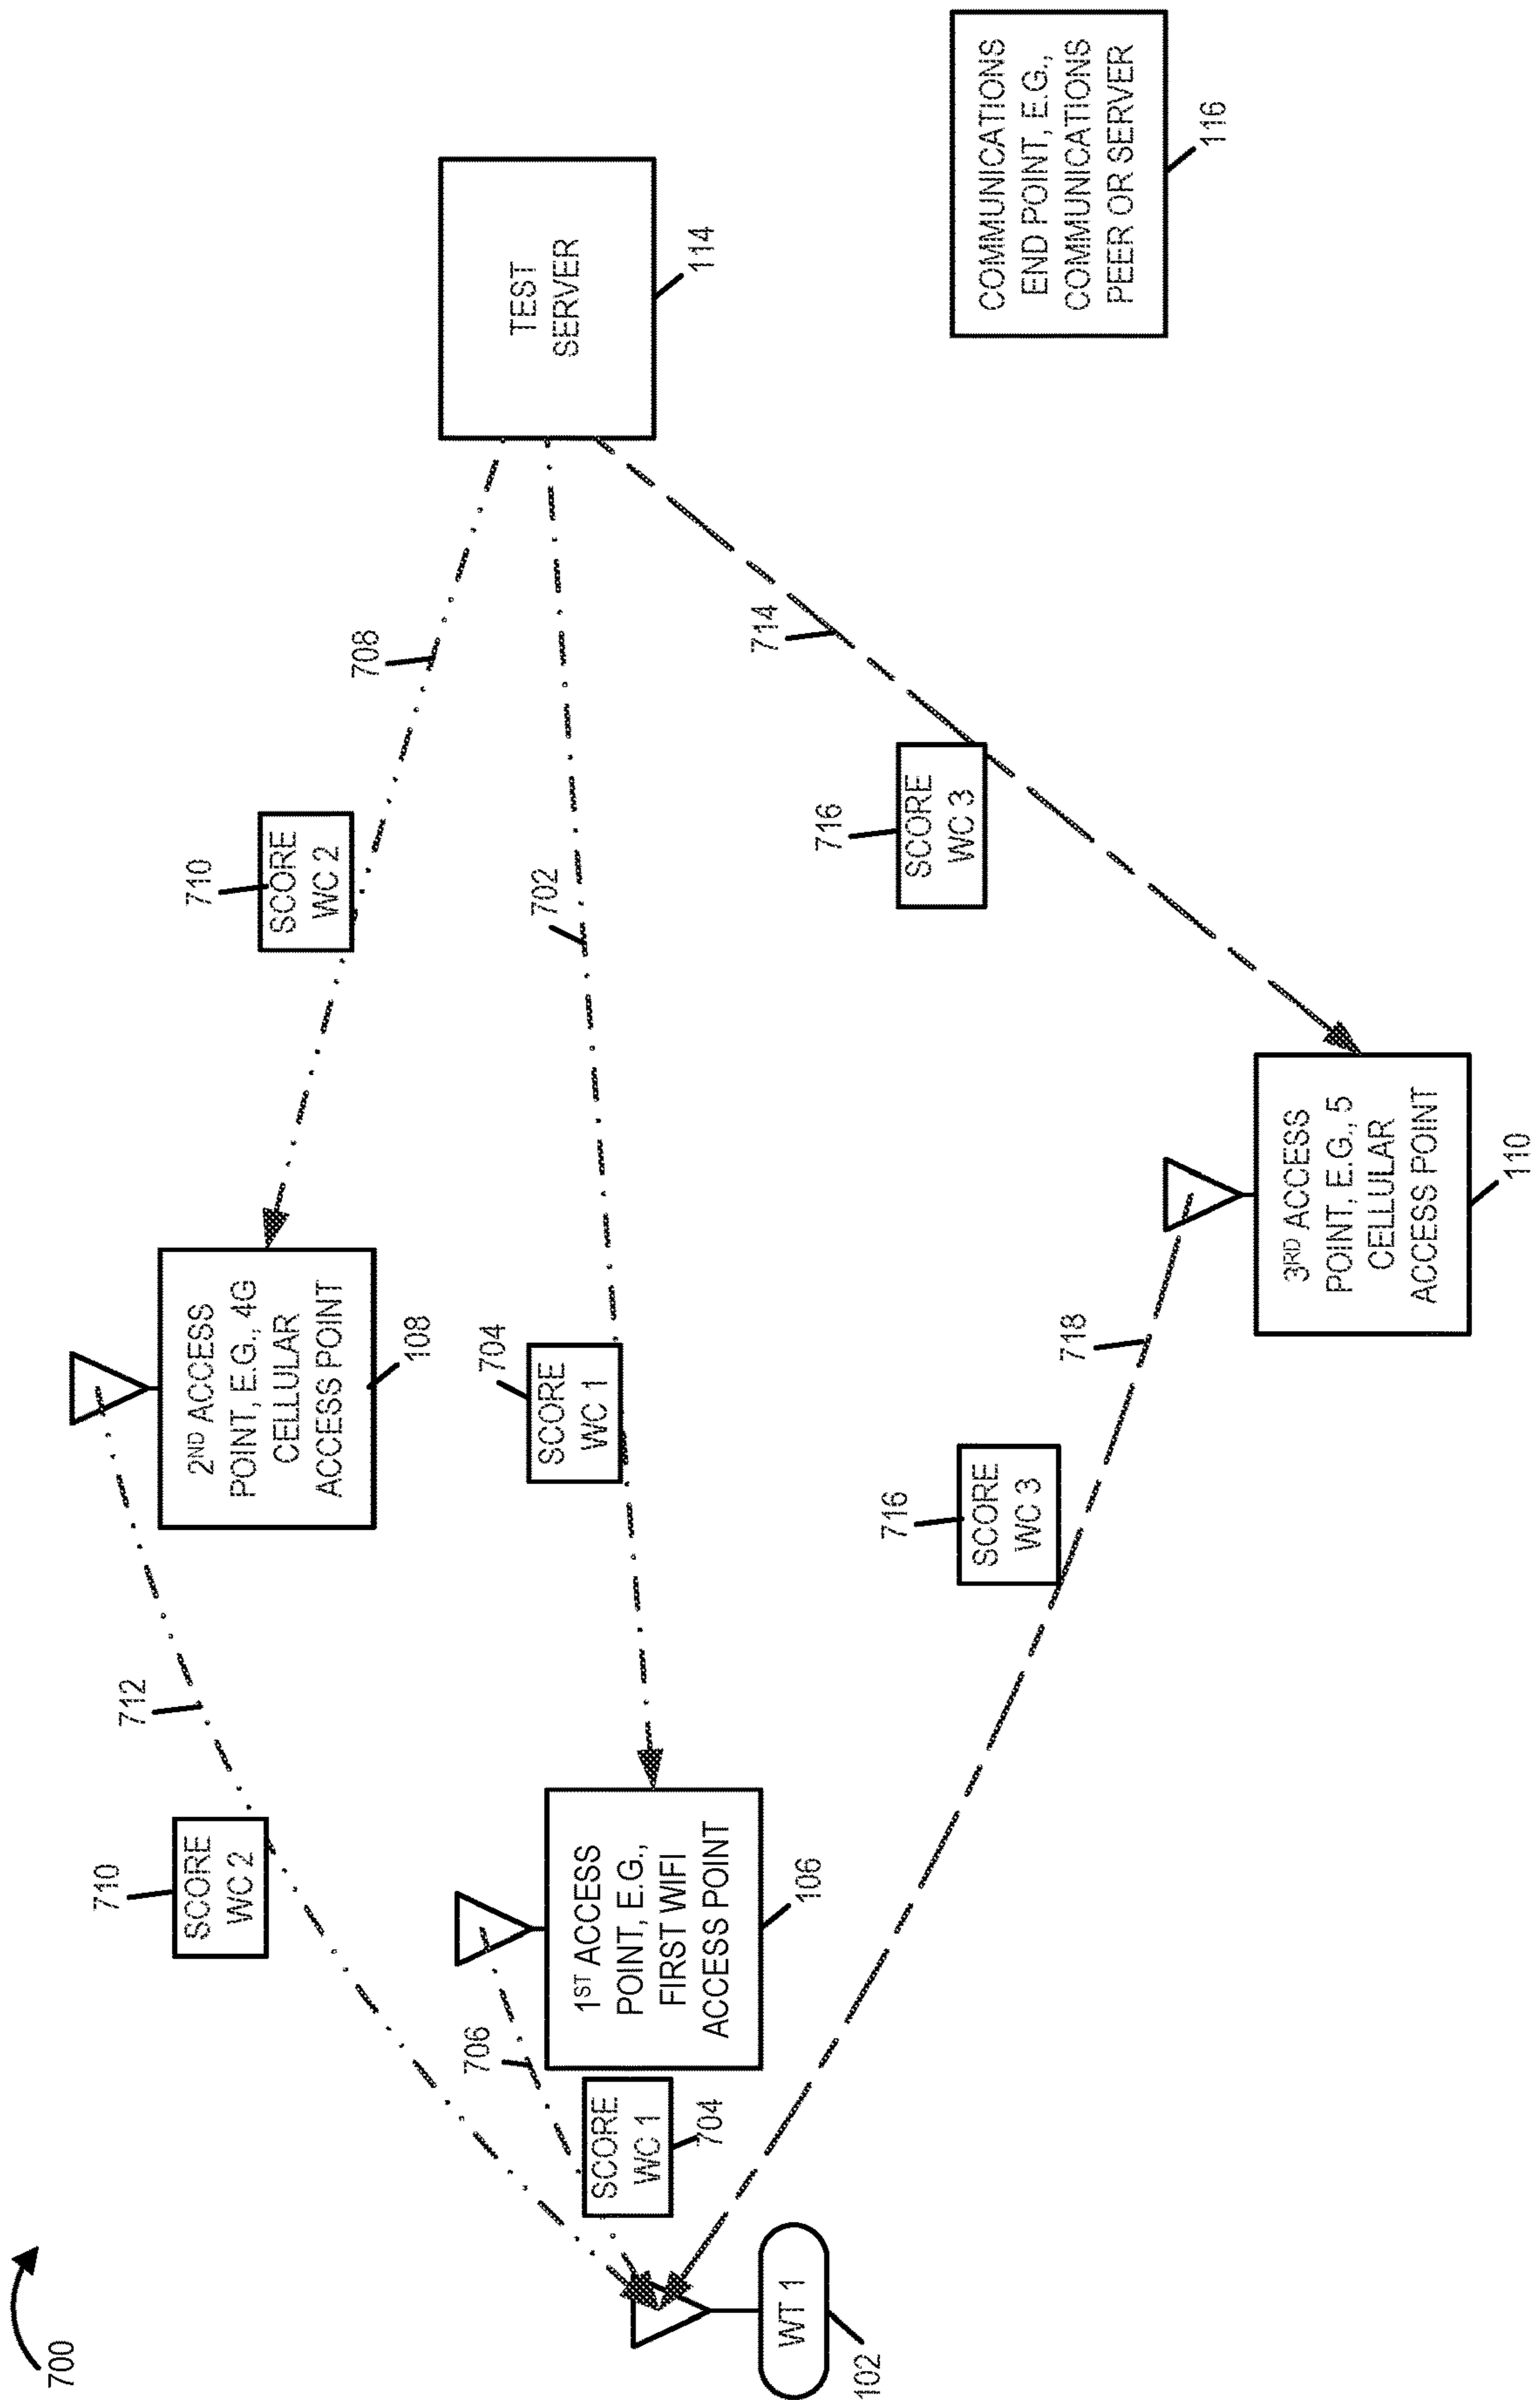 700
712
710
SCORE
WC 2
2ND ACCESS
POINT, E.G., 4G
CELLULAR
ACCESS POINT
108
710
SCORE
WC 2
708
TEST
SERVER
114
706
SCORE
WC 1
704
1ST ACCESS
POINT, E.G.,
FIRST WIFI
ACCESS POINT
106
704
SCORE
WC 1
702
WT 1
102
716
SCORE
WC 3
718
3RD ACCESS
POINT, E.G., 5
CELLULAR
ACCESS POINT
110
716
SCORE
WC 3
714
COMMUNICATIONS
END POINT, E.G.,
COMMUNICATIONS
PEER OR SERVER
116